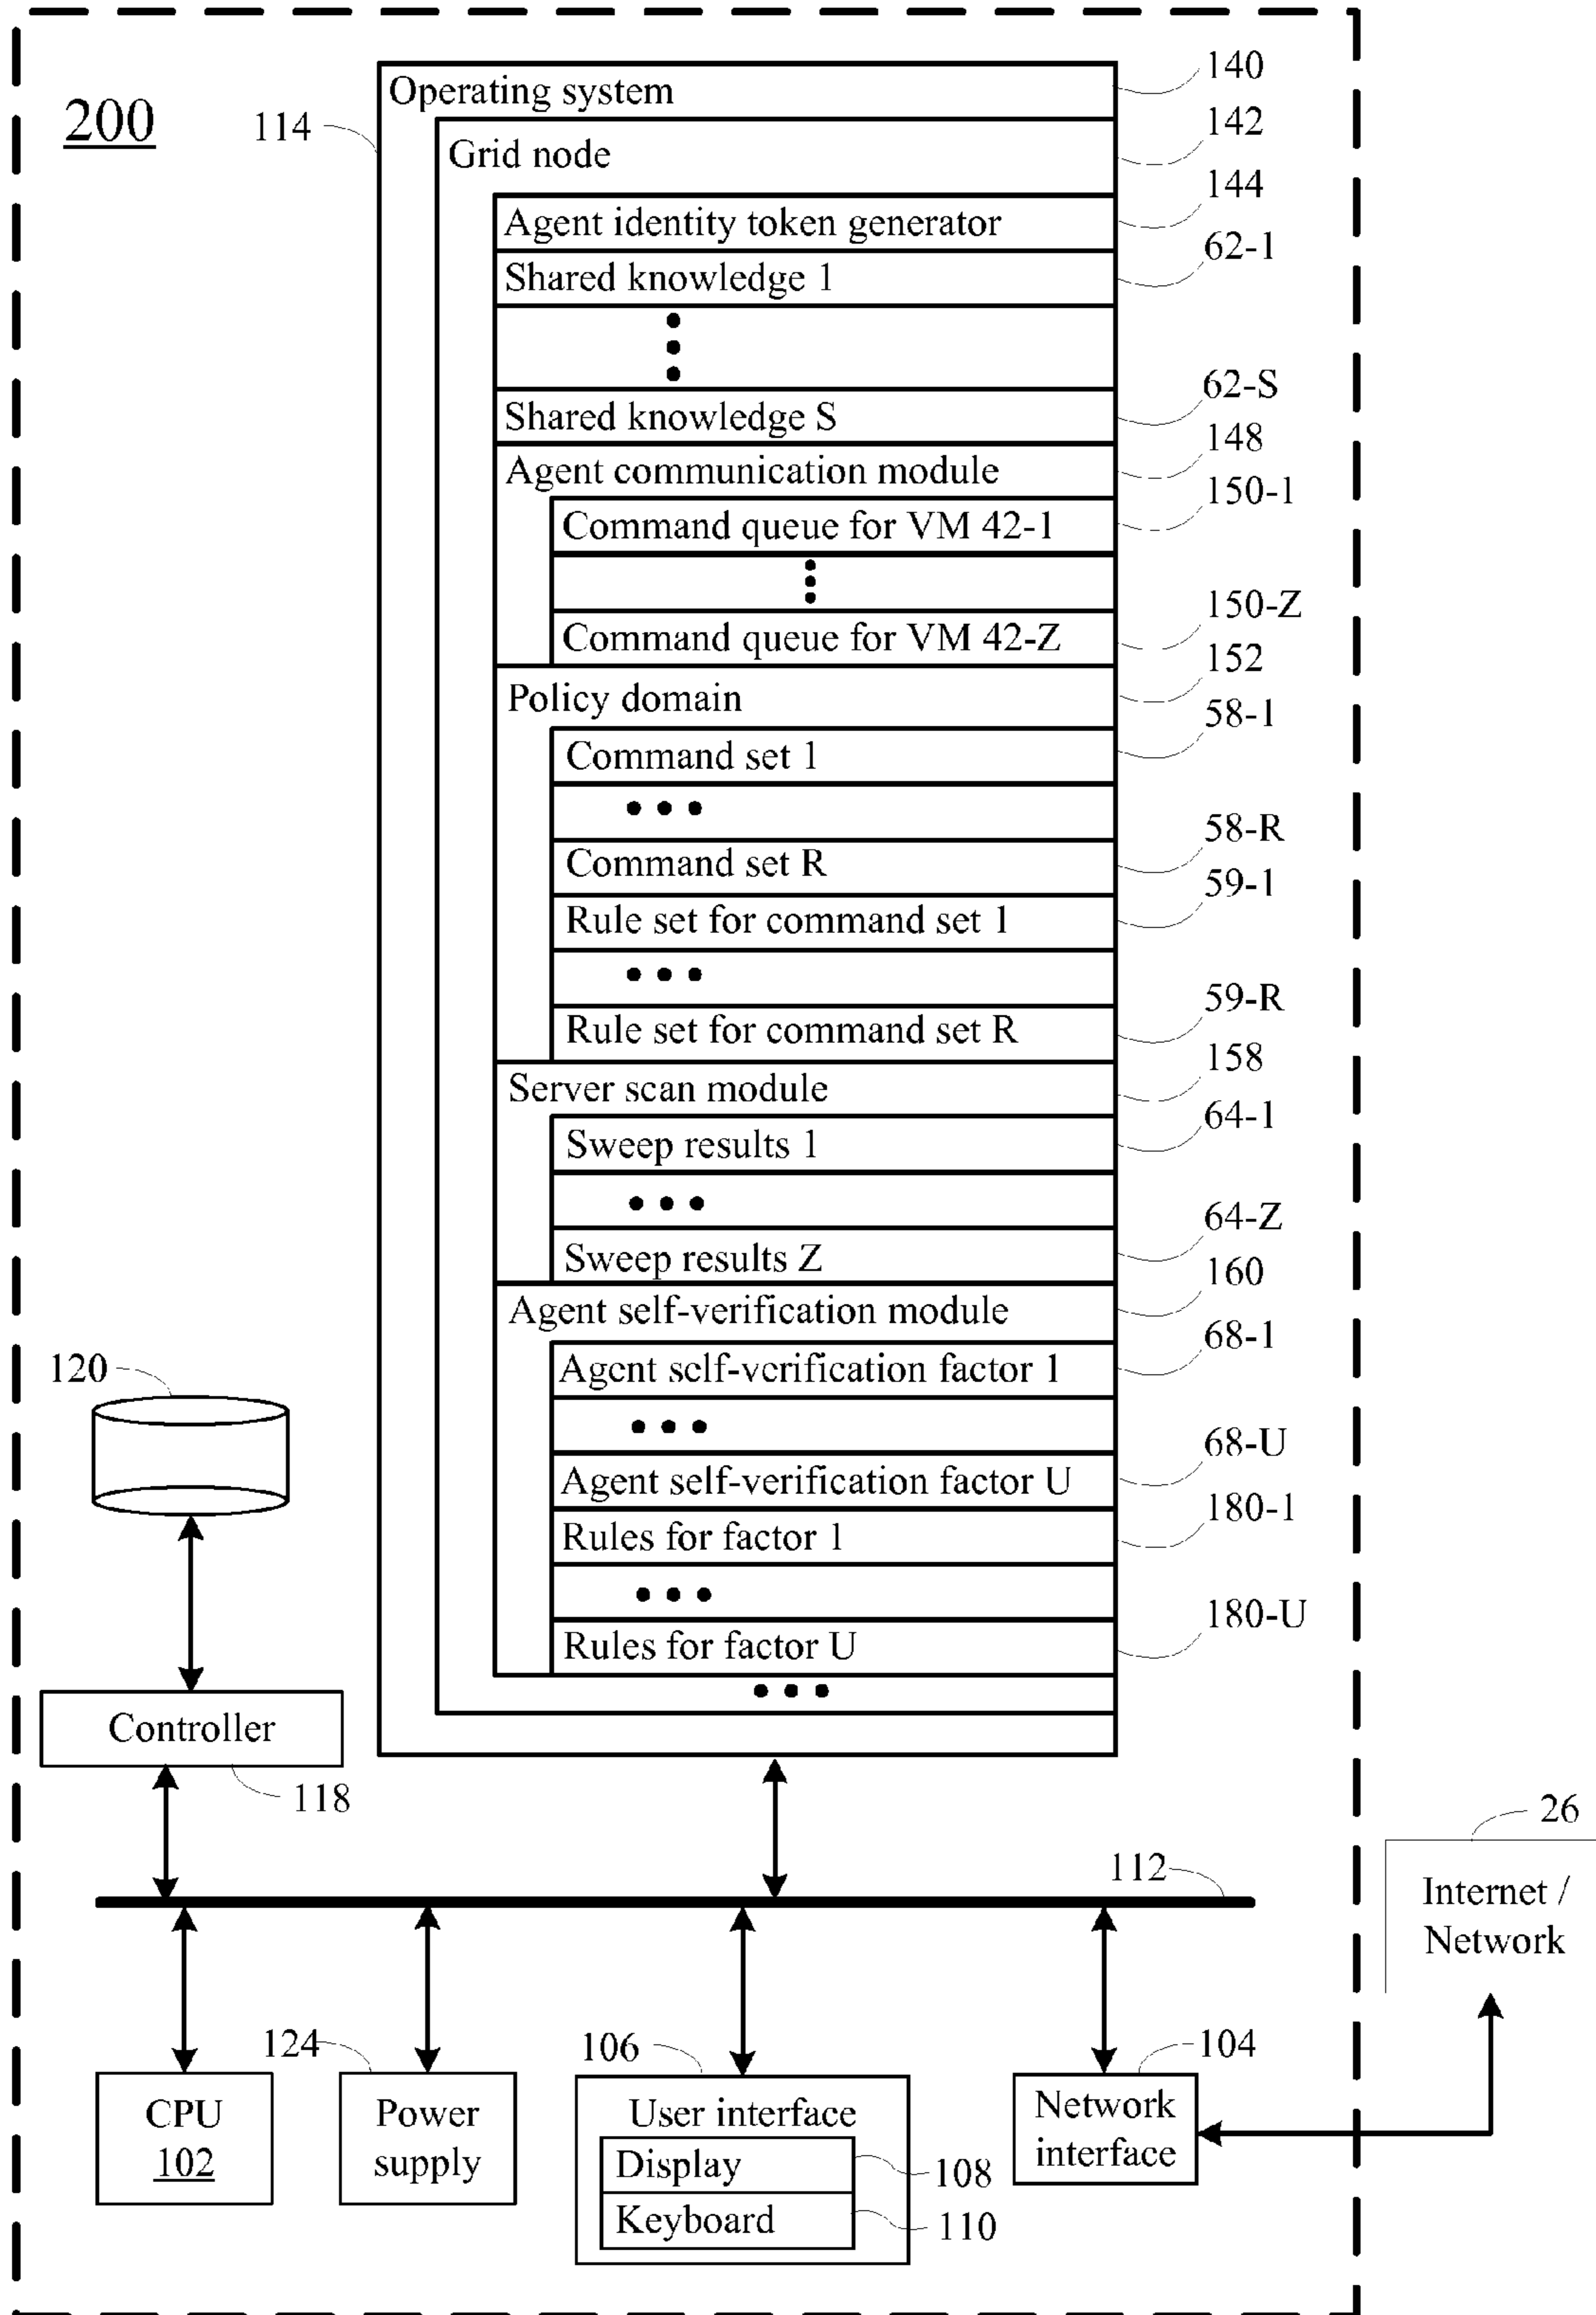 200
114
Operating system
140
Grid node
142
Agent identity token generator
144
Shared knowledge 1
62-1
Shared knowledge S
62-S
Agent communication module
148
Command queue for VM 42-1
150-1
Command queue for VM 42-Z
150-Z
Policy domain
152
Command set 1
58-1
• • •
Command set R
58-R
Rule set for command set 1
59-1
• • •
Rule set for command set R
59-R
Server scan module
158
Sweep results 1
64-1
• • •
Sweep results Z
64-Z
Agent self-verification module
160
Agent self-verification factor 1
68-1
• • •
Agent self-verification factor U
68-U
Rules for factor 1
180-1
• • •
Rules for factor U
180-U
• • •
120
Controller
118
112
26
Internet /
Network
CPU
102
124
Power
supply
106
User interface
Display
108
Keyboard
110
104
Network
interface